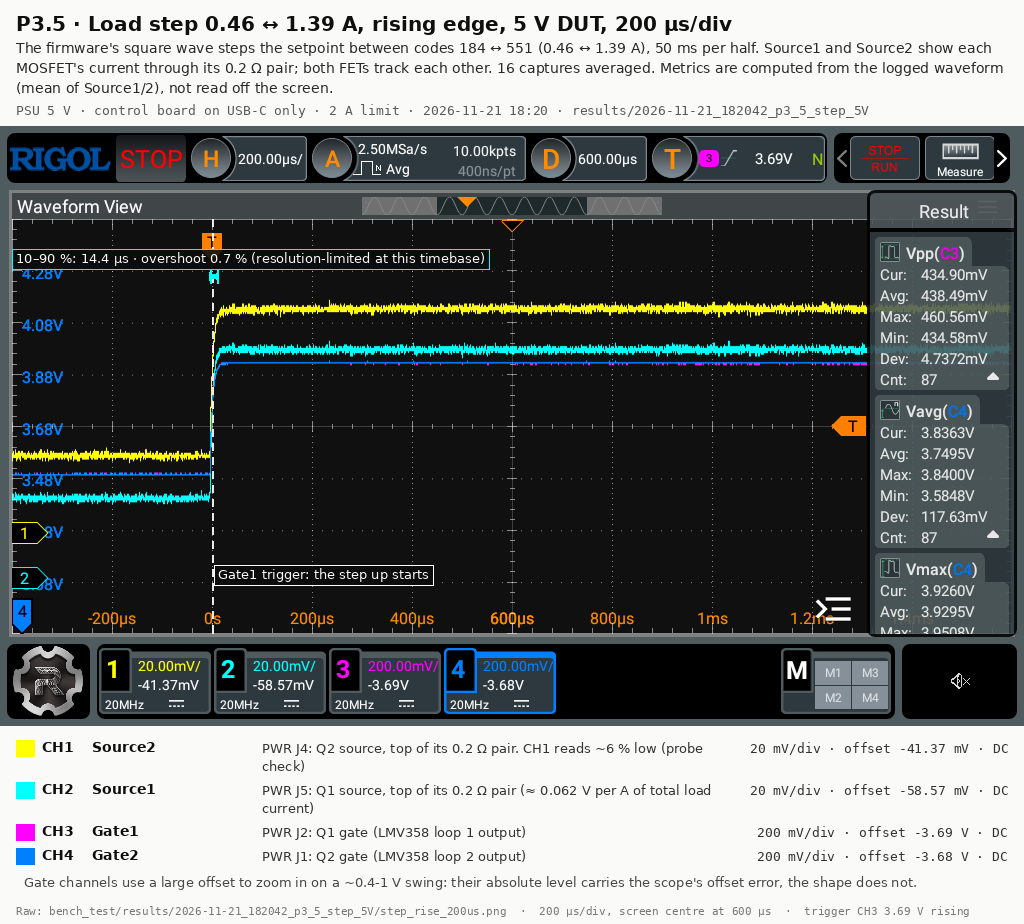 P3.5 · Load step 0.46 ↔ 1.39 A, rising edge, 5 V DUT, 200 µs/div
The firmware's square wave steps the setpoint between codes 184 ↔ 551 (0.46 ↔ 1.39 A), 50 ms per half. Source1 and Source2 show each
MOSFET's current through its 0.2 Ω pair; both FETs track each other. 16 captures averaged. Metrics are computed from the logged waveform
(mean of Source1/2), not read off the screen.
PSU 5 V · control board on USB-C only · 2 A limit · 2026-11-21 18:20 · results/2026-11-21_182042_p3_5_step_5V
RIGOL STOP H 200.00µs/ A 2.50MSa/s 10.00kpts D 600.00µs T 3 3.69V N STOP
N Avg 400ns/pt RUN Measure
Waveform View
Result
T
10–90 %: 14.4 µs · overshoot 0.7 % (resolution-limited at this timebase)
4.28V
4.08V
3.88V
3.68V
3.48V
T
1
2
4
Gate1 trigger: the step up starts
-200µs 0s 200µs 400µs 600µs 800µs 1ms 1.2ms
Vpp(C3)
Cur: 434.90mV
Avg: 438.49mV
Max: 460.56mV
Min: 434.58mV
Dev: 4.7372mV
Cnt: 87
Vavg(C4)
Cur: 3.8363V
Avg: 3.7495V
Max: 3.8400V
Min: 3.5848V
Dev: 117.63mV
Cnt: 87
Vmax(C4)
Cur: 3.9260V
Avg: 3.9295V
Max: 3.9508V
1 20.00mV/ 2 20.00mV/ 3 200.00mV/ 4 200.00mV/ M M1 M3
-41.37mV -58.57mV -3.69V -3.68V
20MHz 20MHz 20MHz 20MHz M2 M4
CH1 Source2 PWR J4: Q2 source, top of its 0.2 Ω pair. CH1 reads ~6 % low (probe 20 mV/div · offset -41.37 mV · DC
check)
CH2 Source1 PWR J5: Q1 source, top of its 0.2 Ω pair (≈ 0.062 V per A of total load 20 mV/div · offset -58.57 mV · DC
current)
CH3 Gate1 PWR J2: Q1 gate (LMV358 loop 1 output) 200 mV/div · offset -3.69 V · DC
CH4 Gate2 PWR J1: Q2 gate (LMV358 loop 2 output) 200 mV/div · offset -3.68 V · DC
Gate channels use a large offset to zoom in on a ~0.4-1 V swing: their absolute level carries the scope's offset error, the shape does not.
Raw: bench_test/results/2026-11-21_182042_p3_5_step_5V/step_rise_200us.png · 200 µs/div, screen centre at 600 µs · trigger CH3 3.69 V rising